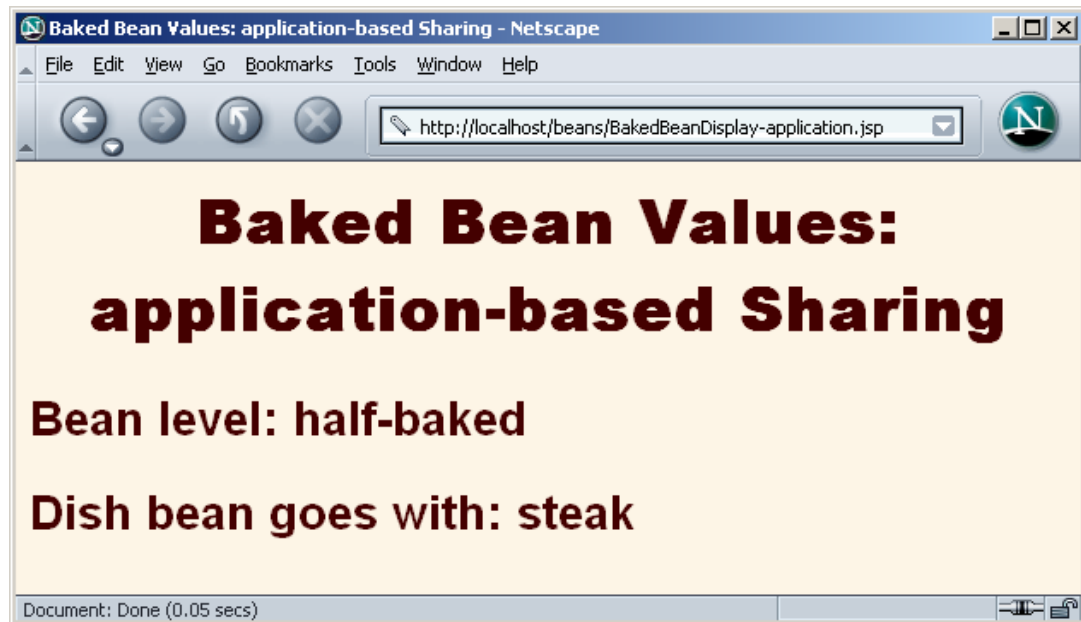 Baked Bean Values: application-based Sharing - Netscape
File Edit View Go Bookmarks Tools Window Help
http://localhost/beans/BakedBeanDisplay-application.jsp
N
Baked Bean Values:
application-based Sharing
Bean level: half-baked
Dish bean goes with: steak
Document: Done (0.05 secs)